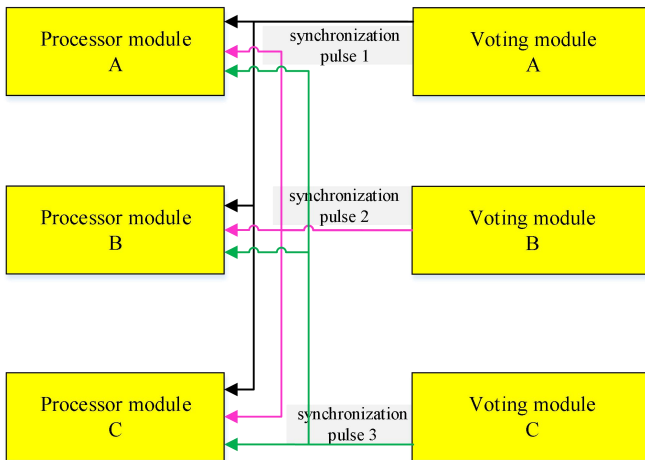 Processor module
A
synchronization
pulse 1
Voting module
A
Processor module
B
synchronization
pulse 2
Voting module
B
Processor module
C
synchronization
pulse 3
Voting module
C